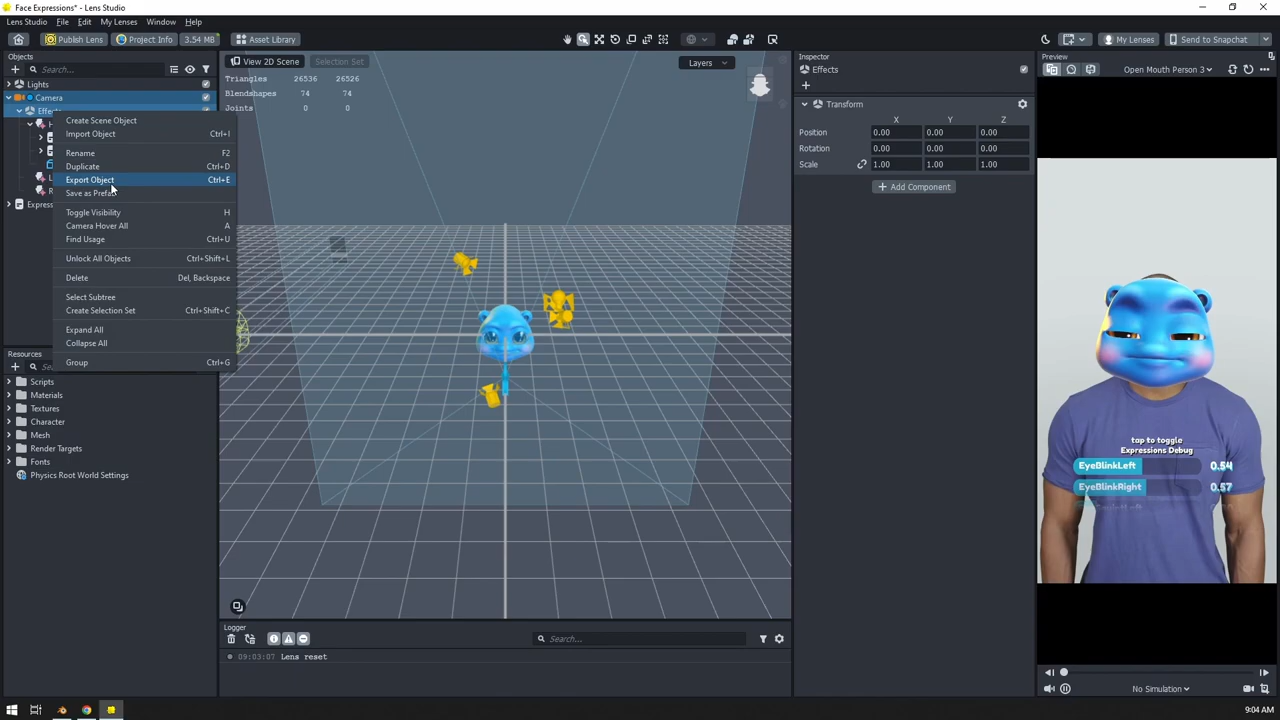 Face Expressions* - Lens Studio
Lens Studio File Edit My Lenses Window Help
Publish Lens Project Info 3.54 MB Asset Library My Lenses Send to Snapchat
Objects
Search...
Lights
Camera
Effects
Create Scene Object
Import Object Ctrl+I
Rename F2
Duplicate Ctrl+D
Export Object Ctrl+E
Save as Prefab
Toggle Visibility H
Camera Hover All A
Find Usage Ctrl+U
Unlock All Objects Ctrl+Shift+L
Delete Del, Backspace
Select Subtree
Create Selection Set Ctrl+Shift+C
Expand All
Collapse All
Group Ctrl+G
Resources
Scripts
Materials
Textures
Character
Mesh
Render Targets
Fonts
Physics Root World Settings
View 2D Scene Selection Set Layers
Triangles 26536 26526
Blendshapes 74 74
Joints 0 0
Logger
Search...
09:03:07 Lens reset
Inspector
Effects
Transform
X Y Z
Position 0.00 0.00 0.00
Rotation 0.00 0.00 0.00
Scale 1.00 1.00 1.00
Add Component
Preview
Open Mouth Person 3
tap to toggle
Expressions Debug
EyeBlinkLeft 0.54
EyeBlinkRight 0.57
No Simulation
9:04 AM